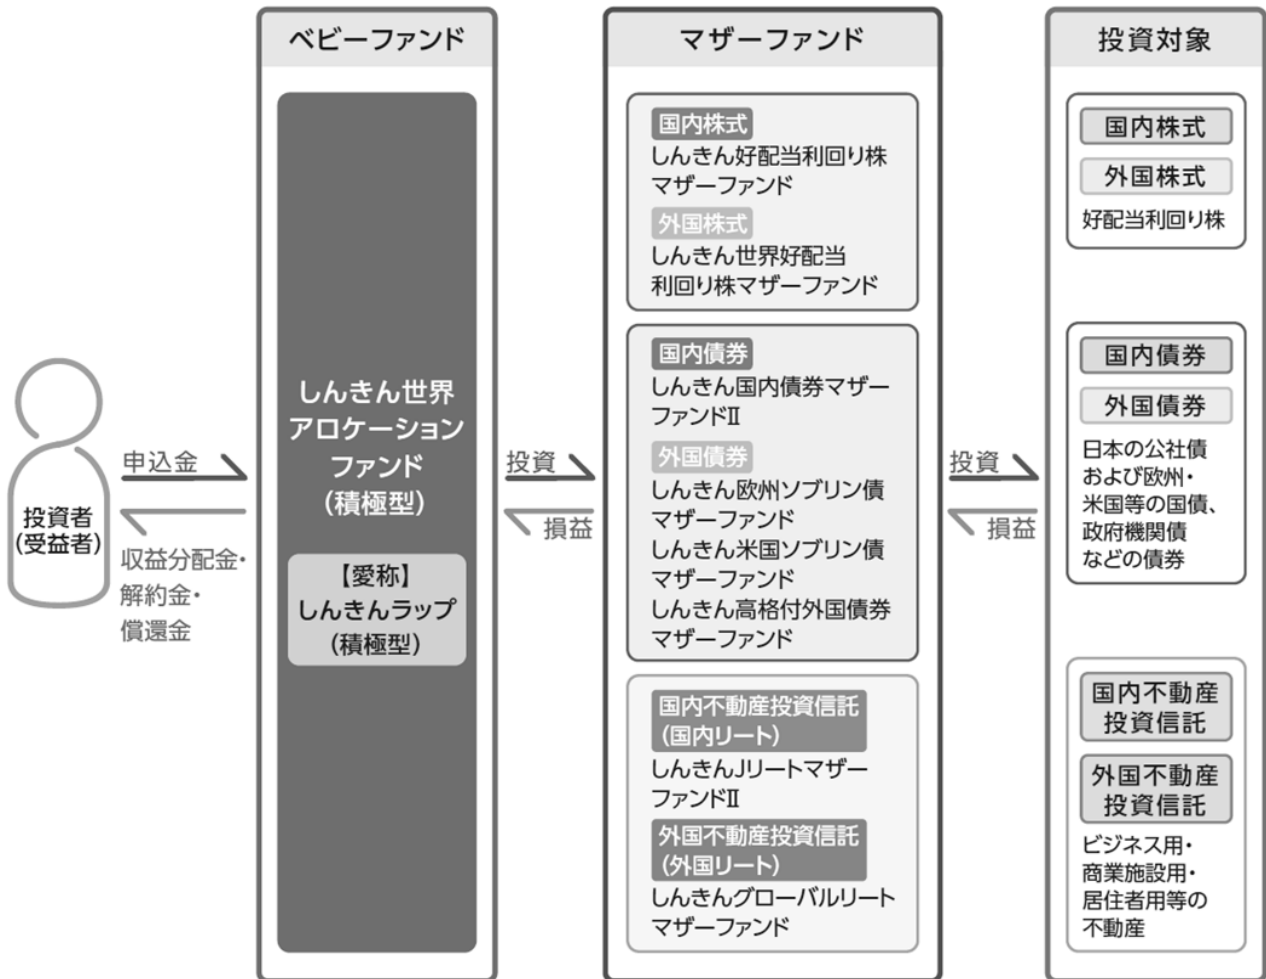 ベビーファンド
マザーファンド
投資対象
投資者
(受益者)
申込金
収益分配金・
解約金・
償還金
しんきん世界
アロケーション
ファンド
(積極型)
【愛称】
しんきんラップ
(積極型)
投資
損益
国内株式
しんきん好配当利回り株
マザーファンド
外国株式
しんきん世界好配当
利回り株マザーファンド
国内債券
しんきん国内債券マザー
ファンドII
外国債券
しんきん欧州ソブリン債
マザーファンド
しんきん米国ソブリン債
マザーファンド
しんきん高格付外国債券
マザーファンド
国内不動産投資信託
(国内リート)
しんきんJリートマザー
ファンドII
外国不動産投資信託
(外国リート)
しんきんグローバルリート
マザーファンド
投資
損益
国内株式
外国株式
好配当利回り株
国内債券
外国債券
日本の公社債
および欧州・
米国等の国債、
政府機関債
などの債券
国内不動産
投資信託
外国不動産
投資信託
ビジネス用・
商業施設用・
居住者用等の
不動産